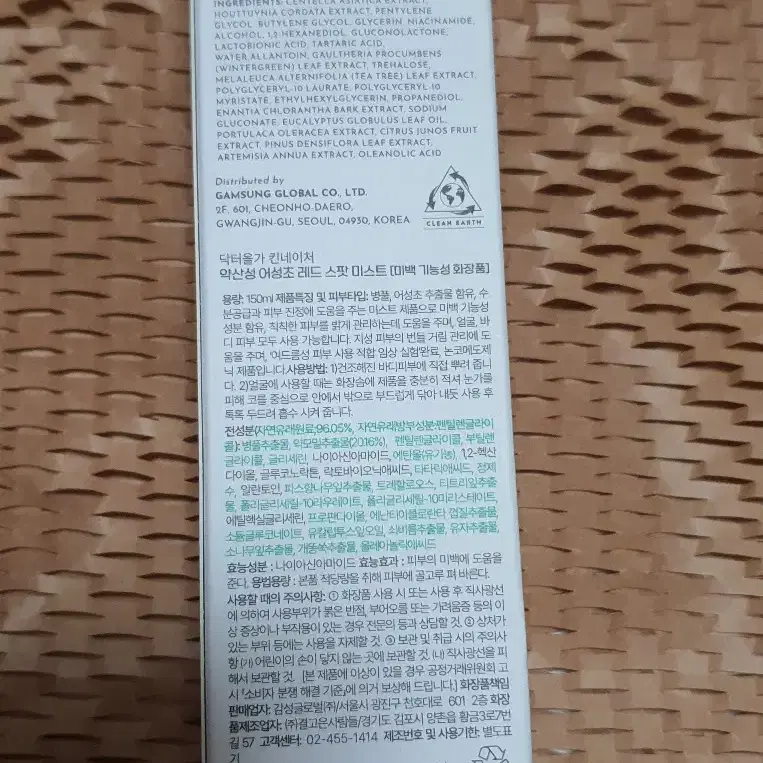 INGREDIENTS: CENTELLA ASIATICA EXTRACT,
HOUTTUYNIA CORDATA EXTRACT, PENTYLENE
GLYCOL, BUTYLENE GLYCOL, GLYCERIN, NIACINAMIDE,
ALCOHOL, 1,2-HEXANEDIOL, GLUCONOLACTONE,
LACTOBIONIC ACID, TARTARIC ACID,
WATER, ALLANTOIN, GAULTHERIA PROCUMBENS
(WINTERGREEN) LEAF EXTRACT, TREHALOSE,
MELALEUCA ALTERNIFOLIA (TEA TREE) LEAF EXTRACT,
POLYGLYCERYL-10 LAURATE, POLYGLYCERYL-10
MYRISTATE, ETHYLHEXYLGLYCERIN, PROPANEDIOL,
ENANTIA CHLORANTHA BARK EXTRACT, SODIUM
GLUCONATE, EUCALYPTUS GLOBULUS LEAF OIL,
PORTULACA OLERACEA EXTRACT, CITRUS JUNOS FRUIT
EXTRACT, PINUS DENSIFLORA LEAF EXTRACT,
ARTEMISIA ANNUA EXTRACT, OLEANOLIC ACID
Distributed by
GAMSUNG GLOBAL CO., LTD.
2F, 601, CHEONHO-DAERO,
GWANGJIN-GU, SEOUL, 04930, KOREA
CLEAN EARTH
닥터올가 킨네이처
약산성 어성초 레드 스팟 미스트 [미백 기능성 화장품]
용량: 150ml 제품특징 및 피부타입: 병풀, 어성초 추출물 함유, 수
분공급과 피부 진정에 도움을 주는 미스트 제품으로 미백 기능성
성분 함유, 칙칙한 피부를 밝게 관리하는데 도움을 주며, 얼굴, 바
디 피부 모두 사용 가능합니다. 지성 피부의 번들 거림 관리에 도
움을 주며, '여드름성 피부 사용 적합' 임상 실험완료, 논코메도제
닉 제품입니다.사용방법: 1)건조해진 바디피부에 직접 뿌려 줍니
다. 2)얼굴에 사용할 때는 화장솜에 제품을 충분히 적셔 눈가를
피해 코를 중심으로 안에서 밖으로 부드럽게 닦아 내듯 사용 후
톡톡 두드려 흡수 시켜 줍니다.
전성분(자연유래원료:96.05%, 자연유래방부성분:펜틸렌글라이
콜): 병풀추출물, 약모밀추출물(20.16%), 펜틸렌글라이콜, 부틸렌
글라이콜, 글리세린, 나이아신아마이드, 에탄올(유기농), 1,2-헥산
다이올, 글루코노락톤, 락토바이오닉애씨드, 타타릭애씨드, 정제
수, 알란토인, 파스향나무잎추출물, 트레할로오스, 티트리잎추출
물, 폴리글리세릴-10라우레이트, 폴리글리세릴-10미리스테이트,
에틸헥실글리세린, 프로판다이올, 에난티아클로란타 껍질추출물,
소듐글루코네이트, 유칼립투스잎오일, 쇠비름추출물, 유자추출물,
소나무잎추출물, 개똥쑥추출물, 올레아놀릭애씨드
효능성분 : 나이아신아마이드 효능효과 : 피부의 미백에 도움을
준다. 용법용량 : 본품 적당량을 취해 피부에 골고루 펴 바른다.
사용할 때의 주의사항: ① 화장품 사용 시 또는 사용 후 직사광선
에 의하여 사용부위가 붉은 반점, 부어오름 또는 가려움증 등의 이
상 증상이나 부작용이 있는 경우 전문의 등과 상담할 것. ② 상처가
있는 부위 등에는 사용을 자제할 것. ③ 보관 및 취급 시의 주의사
항 (가) 어린이의 손이 닿지 않는 곳에 보관할 것. (나) 직사광선을 피
해서 보관할 것. [본 제품에 이상이 있을 경우 공정거래위원회 고
시 「소비자 분쟁 해결 기준」에 의거 보상해 드립니다.] 화장품책임
판매업자: 감성글로벌(주)/서울시 광진구 천호대로 601 2층 화장
품제조업자: (주)결고은사람들/경기도 김포시 양촌읍 황금3로7번
길 57 고객센터: 02-455-1414 제조번호 및 사용기한: 별도표
기